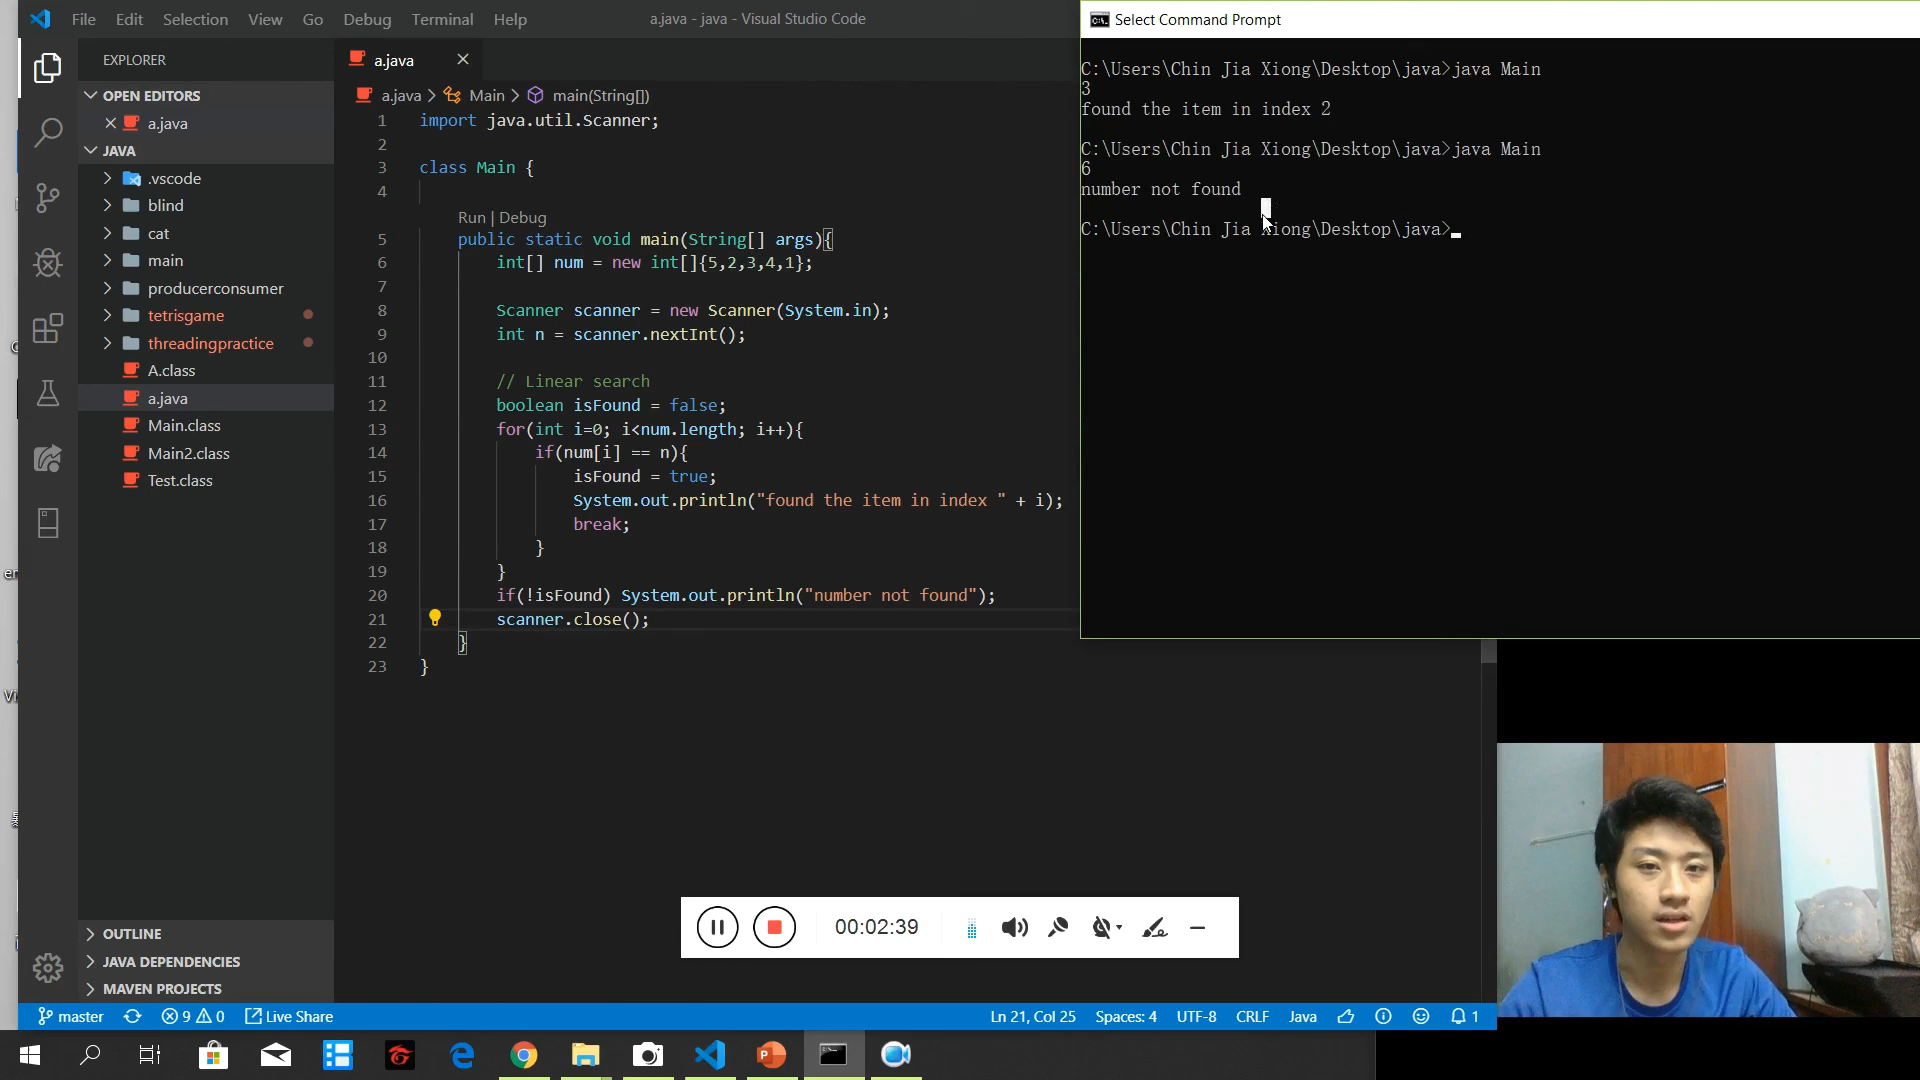 File Edit Selection View Go Debug Terminal Help
a.java - java - Visual Studio Code
EXPLORER
OPEN EDITORS
a.java
JAVA
.vscode
blind
cat
main
producerconsumer
tetrisgame
threadingpractice
A.class
a.java
Main.class
Main2.class
Test.class
OUTLINE
JAVA DEPENDENCIES
MAVEN PROJECTS
a.java
a.java > Main > main(String[])
1 import java.util.Scanner;
2
3 class Main {
4
Run | Debug
5 public static void main(String[] args){
6 int[] num = new int[]{5,2,3,4,1};
7
8 Scanner scanner = new Scanner(System.in);
9 int n = scanner.nextInt();
10
11 // Linear search
12 boolean isFound = false;
13 for(int i=0; i<num.length; i++){
14 if(num[i] == n){
15 isFound = true;
16 System.out.println("found the item in index " + i);
17 break;
18 }
19 }
20 if(!isFound) System.out.println("number not found");
21 scanner.close();
22 }
23 }
Select Command Prompt
C:\Users\Chin Jia Xiong\Desktop\java>java Main
3
found the item in index 2
C:\Users\Chin Jia Xiong\Desktop\java>java Main
6
number not found
C:\Users\Chin Jia Xiong\Desktop\java>
00:02:39
master 9 0 Live Share
Ln 21, Col 25 Spaces: 4 UTF-8 CRLF Java 1